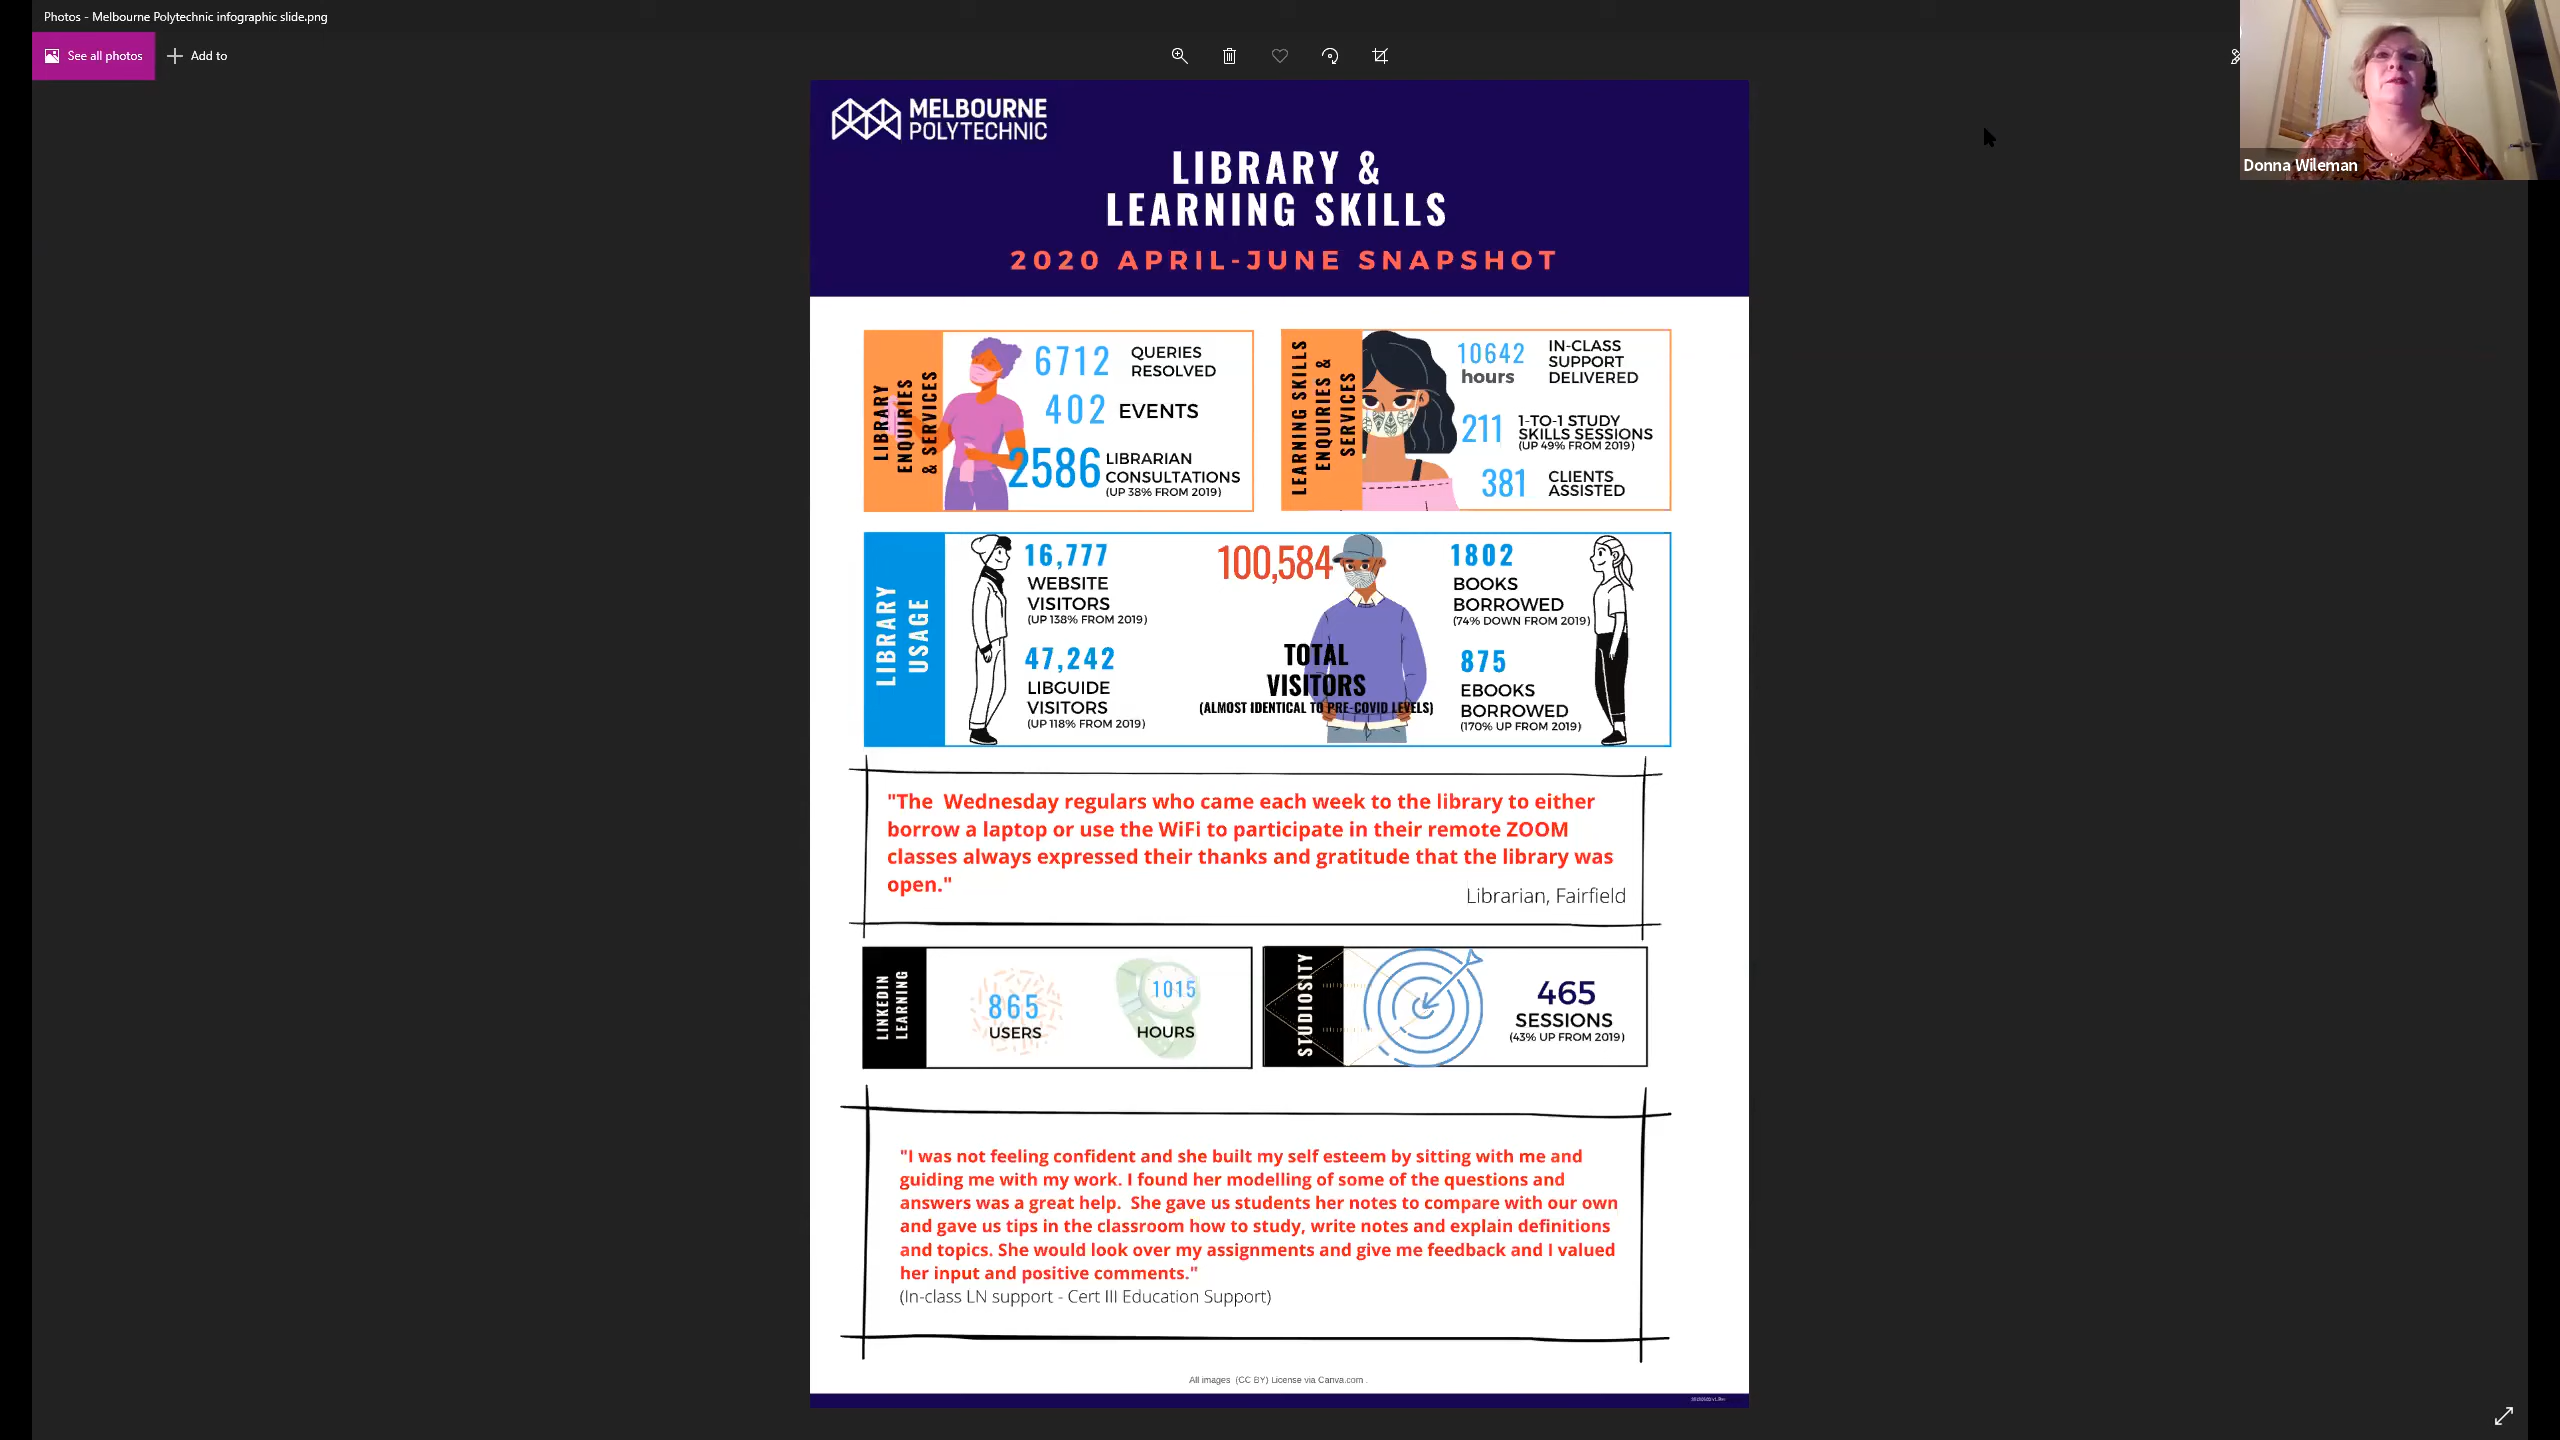 Photos - Melbourne Polytechnic infographic slide.png
See all photos
Add to
Donna Wileman
MELBOURNE
POLYTECHNIC
LIBRARY &
LEARNING SKILLS
2020 APRIL-JUNE SNAPSHOT
LIBRARY
ENQUIRIES
& SERVICES
6712 QUERIES
RESOLVED
402 EVENTS
2586 LIBRARIAN
CONSULTATIONS
(UP 38% FROM 2019)
LEARNING SKILLS
ENQUIRIES &
SERVICES
10642
hours
IN-CLASS
SUPPORT
DELIVERED
211 1-TO-1 STUDY
SKILLS SESSIONS
(UP 49% FROM 2019)
381 CLIENTS
ASSISTED
LIBRARY
USAGE
16,777
WEBSITE
VISITORS
(UP 138% FROM 2019)
47,242
LIBGUIDE
VISITORS
(UP 118% FROM 2019)
100,584
TOTAL
VISITORS
(ALMOST IDENTICAL TO PRE-COVID LEVELS)
1802
BOOKS
BORROWED
(74% DOWN FROM 2019)
875
EBOOKS
BORROWED
(170% UP FROM 2019)
"The Wednesday regulars who came each week to the library to either
borrow a laptop or use the WiFi to participate in their remote ZOOM
classes always expressed their thanks and gratitude that the library was
open."
Librarian, Fairfield
LINKEDIN
LEARNING
865
USERS
1015
HOURS
STUDIOSITY
465
SESSIONS
(43% UP FROM 2019)
"I was not feeling confident and she built my self esteem by sitting with me and
guiding me with my work. I found her modelling of some of the questions and
answers was a great help. She gave us students her notes to compare with our own
and gave us tips in the classroom how to study, write notes and explain definitions
and topics. She would look over my assignments and give me feedback and I valued
her input and positive comments."
(In-class LN support - Cert III Education Support)
All images (CC BY) License via Canva.com .